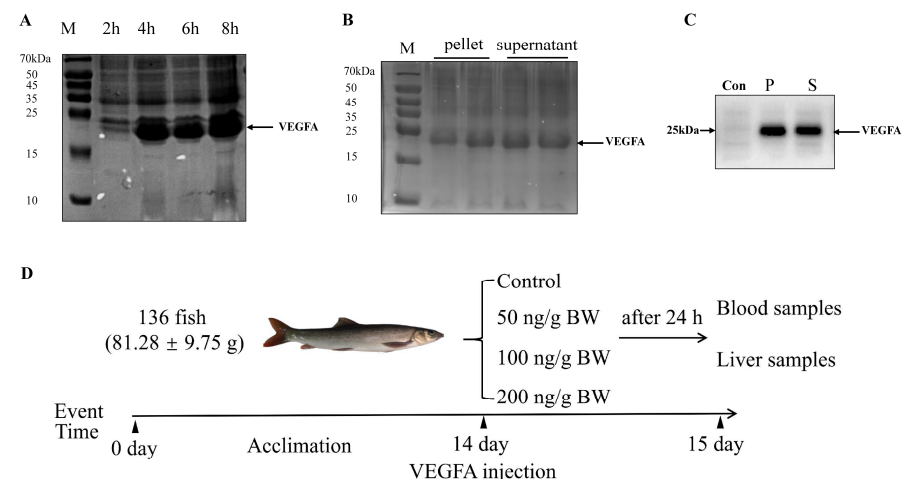 A
M 2h 4h 6h 8h
70kDa
50
45
35
25
15
10
VEGFA
B
M pellet supernatant
70kDa
50
45
35
25
15
10
VEGFA
C
Con P S
25kDa
VEGFA
D
136 fish
(81.28 ± 9.75 g)
Control
50 ng/g BW
100 ng/g BW
200 ng/g BW
after 24 h
Blood samples
Liver samples
Event
Time
0 day
Acclimation
14 day
VEGFA injection
15 day